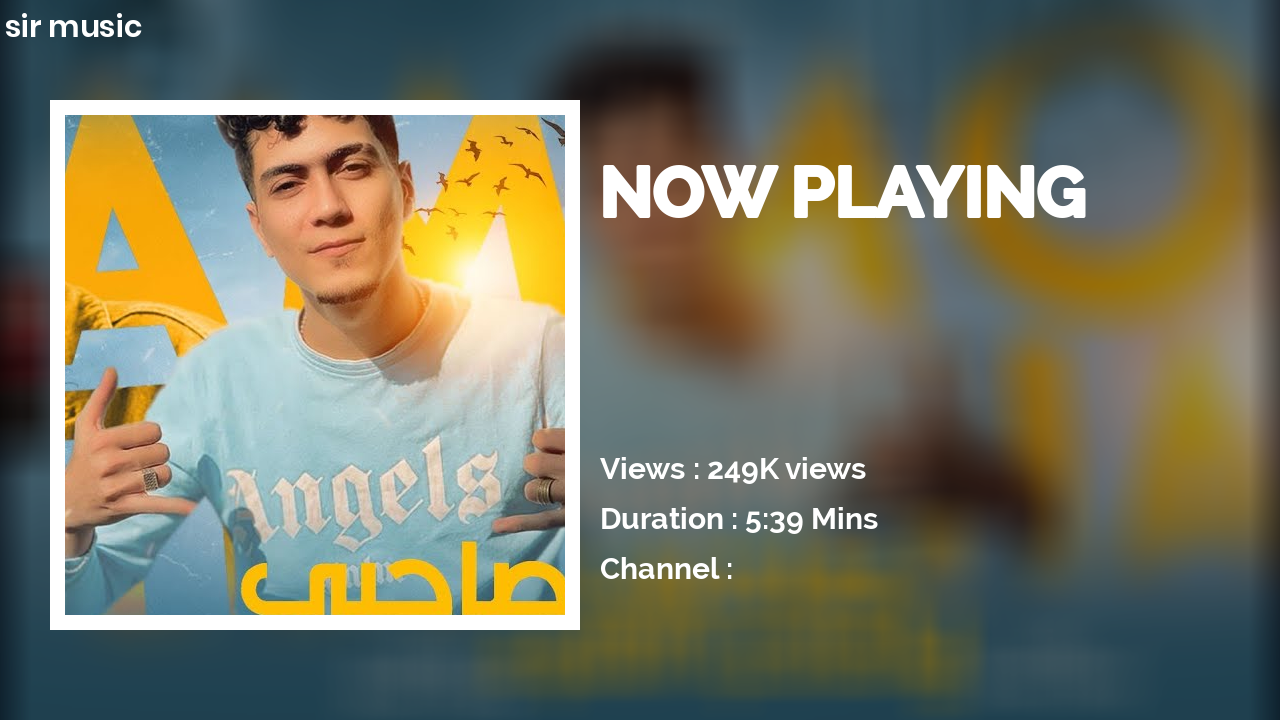 sir music
NOW PLAYING
Angels
صاحبي
Views : 249K views
Duration : 5:39 Mins
Channel :